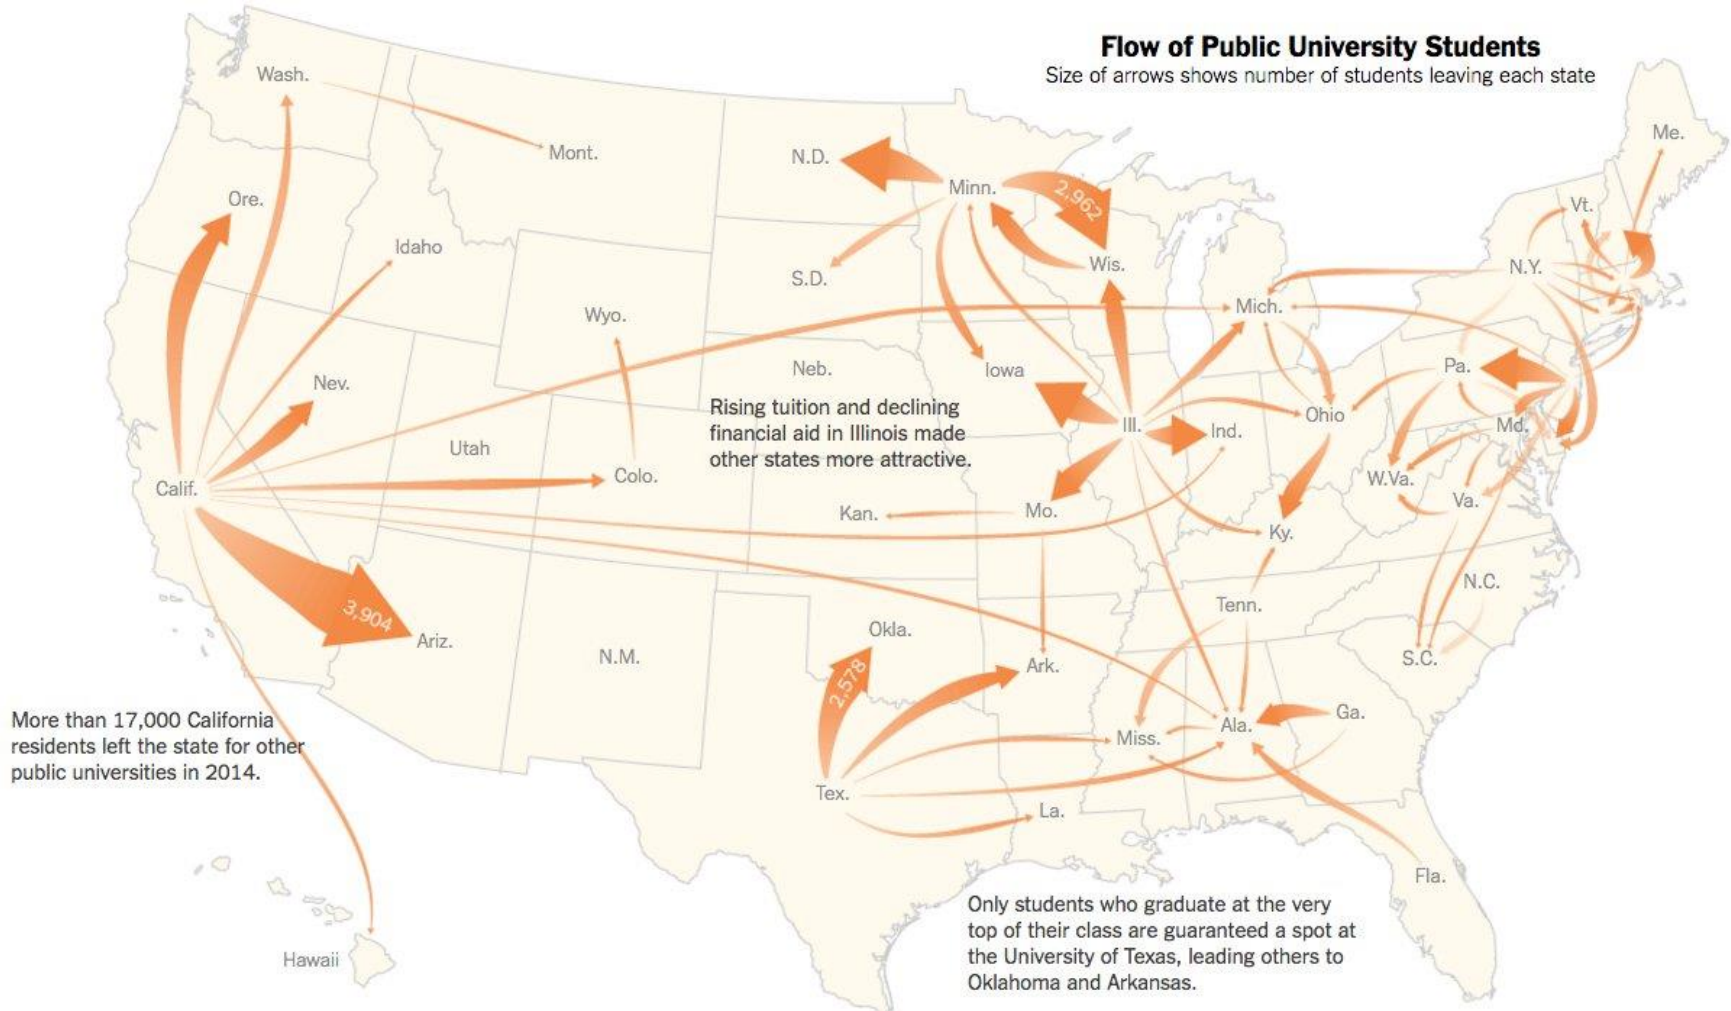 Flow of Public University Students
Size of arrows shows number of students leaving each state
Wash.
Mont.
N.D.
Minn.
2,962
Me.
Vt.
Ore.
Idaho
S.D.
Wis.
N.Y.
Wyo.
Mich.
Nev.
Neb.
Iowa
Pa.
Rising tuition and declining
financial aid in Illinois made
other states more attractive.
Ill.
Ind.
Ohio
Md.
Utah
Colo.
Calif.
Kan.
Mo.
W.Va.
Va.
Ky.
3,904
Ariz.
N.M.
Okla.
2,578
Ark.
Tenn.
N.C.
S.C.
More than 17,000 California
residents left the state for other
public universities in 2014.
Miss.
Ala.
Ga.
Tex.
La.
Fla.
Only students who graduate at the very
top of their class are guaranteed a spot at
the University of Texas, leading others to
Oklahoma and Arkansas.
Hawaii